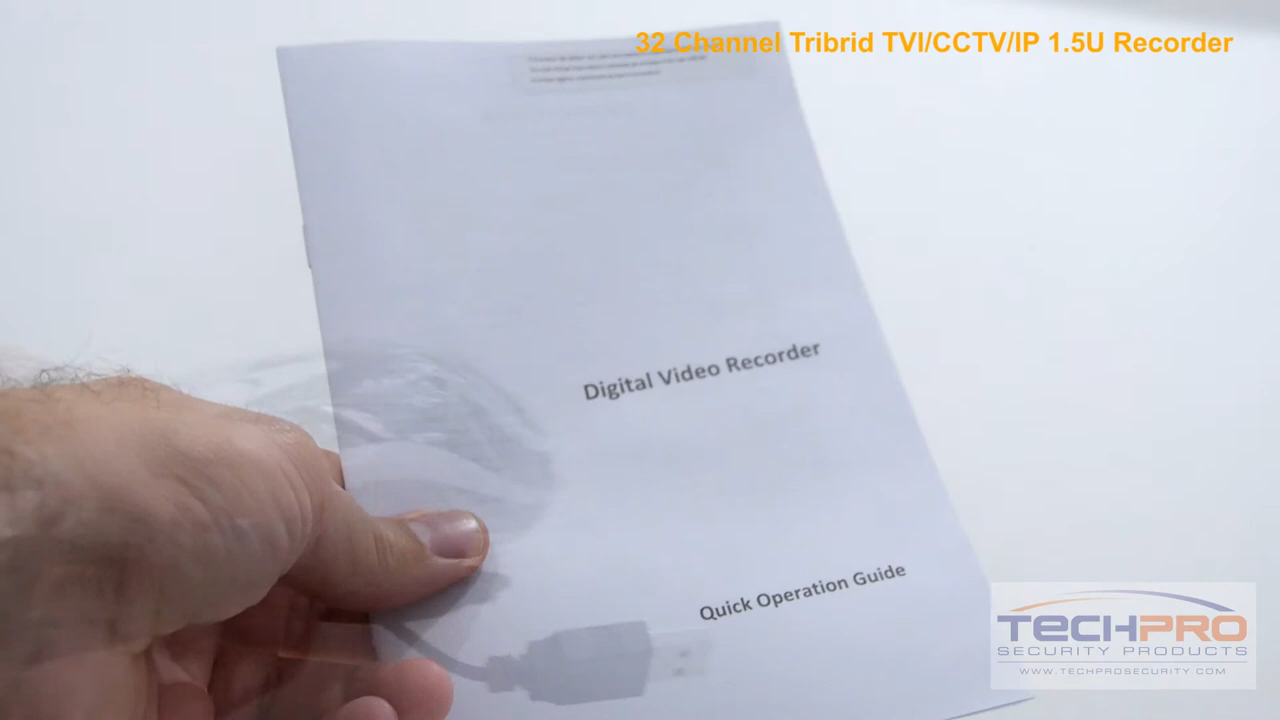 32 Channel Tribrid TVI/CCTV/IP 1.5U Recorder
Digital Video Recorder
Quick Operation Guide
TECHPRO
SECURITY PRODUCTS
WWW.TECHPROSECURITY.COM